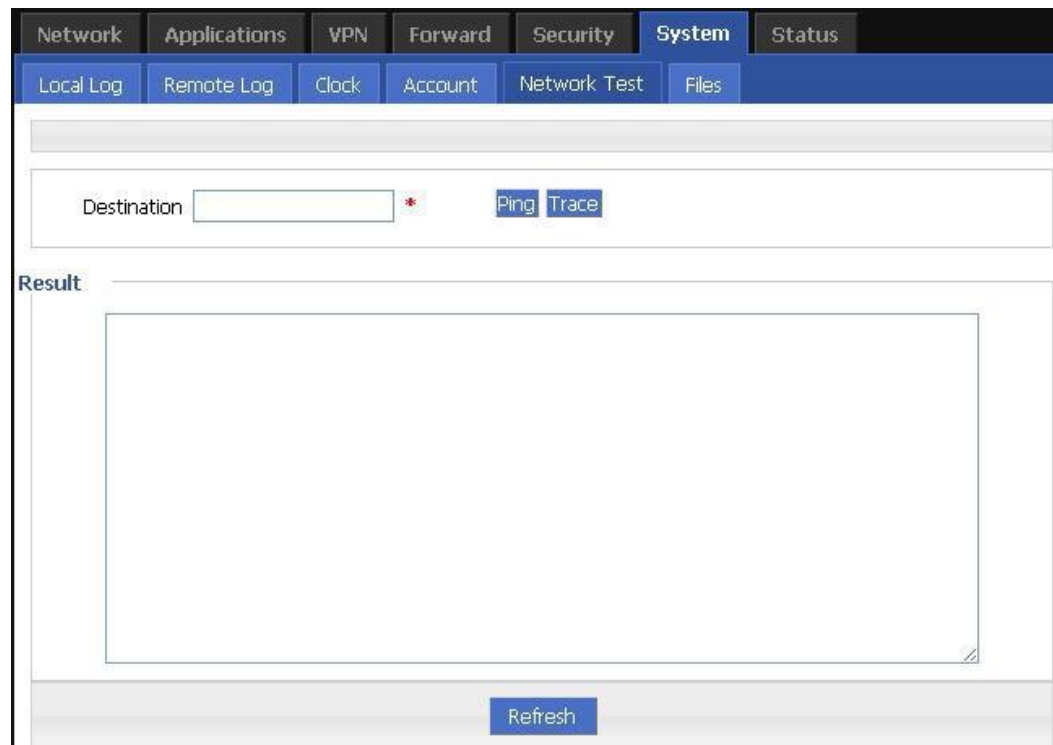 Network Applications VPN Forward Security System Status
Local Log Remote Log Clock Account Network Test Files
Destination * Ping Trace
Result
Refresh